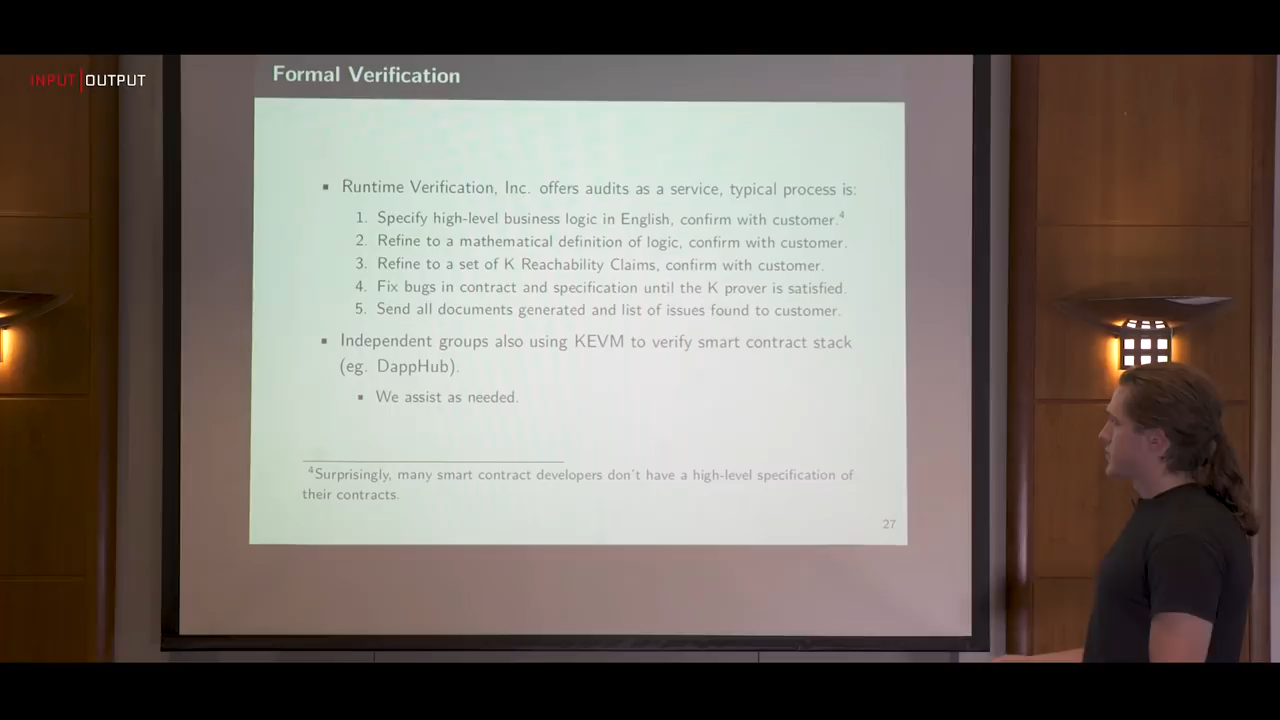 INPUT|OUTPUT
Formal Verification
▪ Runtime Verification, Inc. offers audits as a service, typical process is:
1. Specify high-level business logic in English, confirm with customer.⁴
2. Refine to a mathematical definition of logic, confirm with customer.
3. Refine to a set of K Reachability Claims, confirm with customer.
4. Fix bugs in contract and specification until the K prover is satisfied.
5. Send all documents generated and list of issues found to customer.
▪ Independent groups also using KEVM to verify smart contract stack
(eg. DappHub).
▪ We assist as needed.
⁴Surprisingly, many smart contract developers don't have a high-level specification of
their contracts.
27